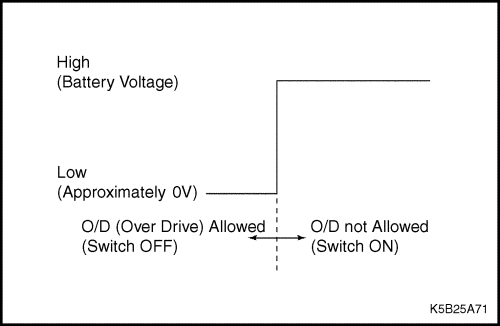 High
(Battery Voltage)
Low
(Approximately 0V)
O/D (Over Drive) Allowed
(Switch OFF)
O/D not Allowed
(Switch ON)
K5B25A71